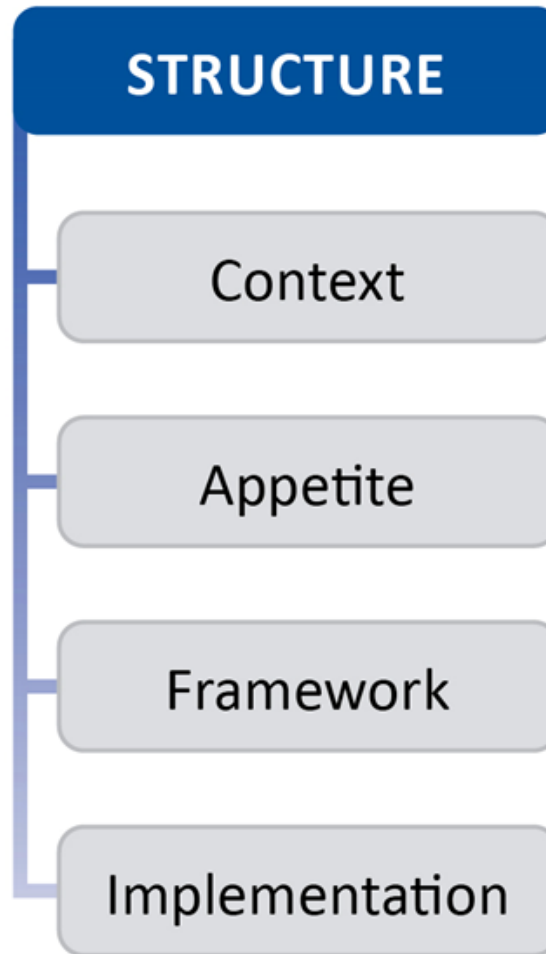 STRUCTURE
Context
Appetite
Framework
Implementation